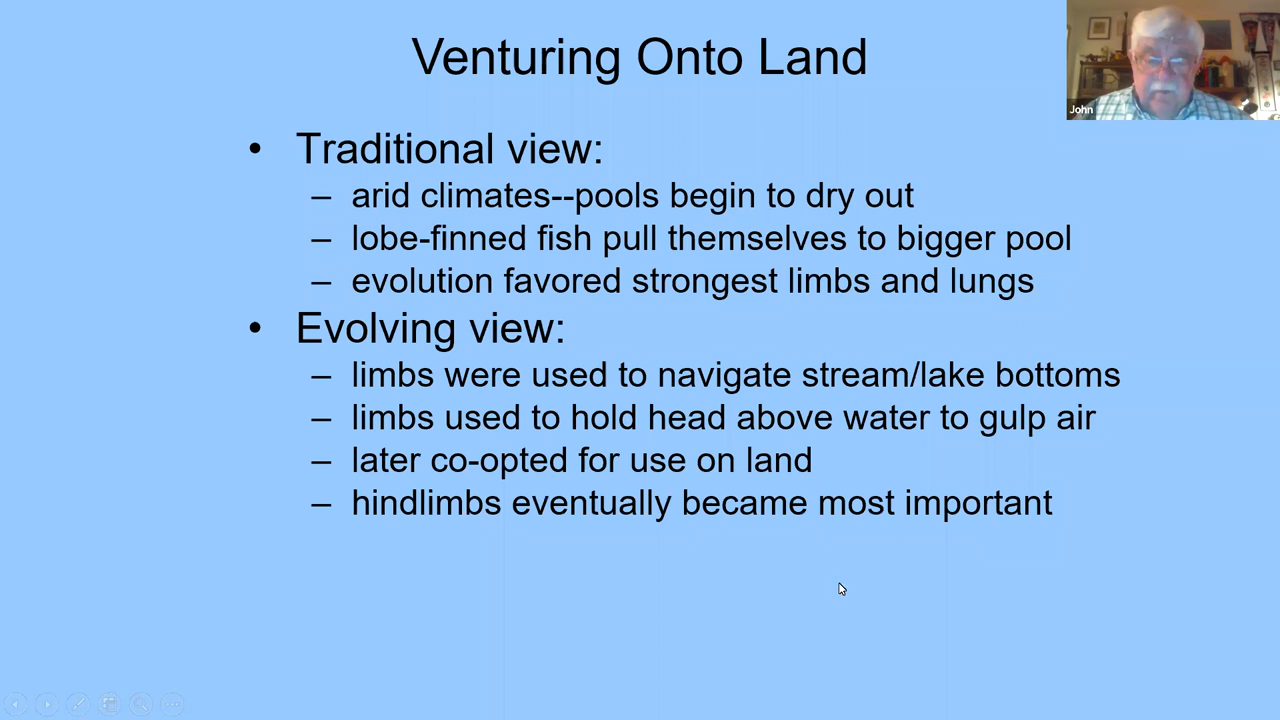 Venturing Onto Land
John
• Traditional view:
– arid climates--pools begin to dry out
– lobe-finned fish pull themselves to bigger pool
– evolution favored strongest limbs and lungs
• Evolving view:
– limbs were used to navigate stream/lake bottoms
– limbs used to hold head above water to gulp air
– later co-opted for use on land
– hindlimbs eventually became most important